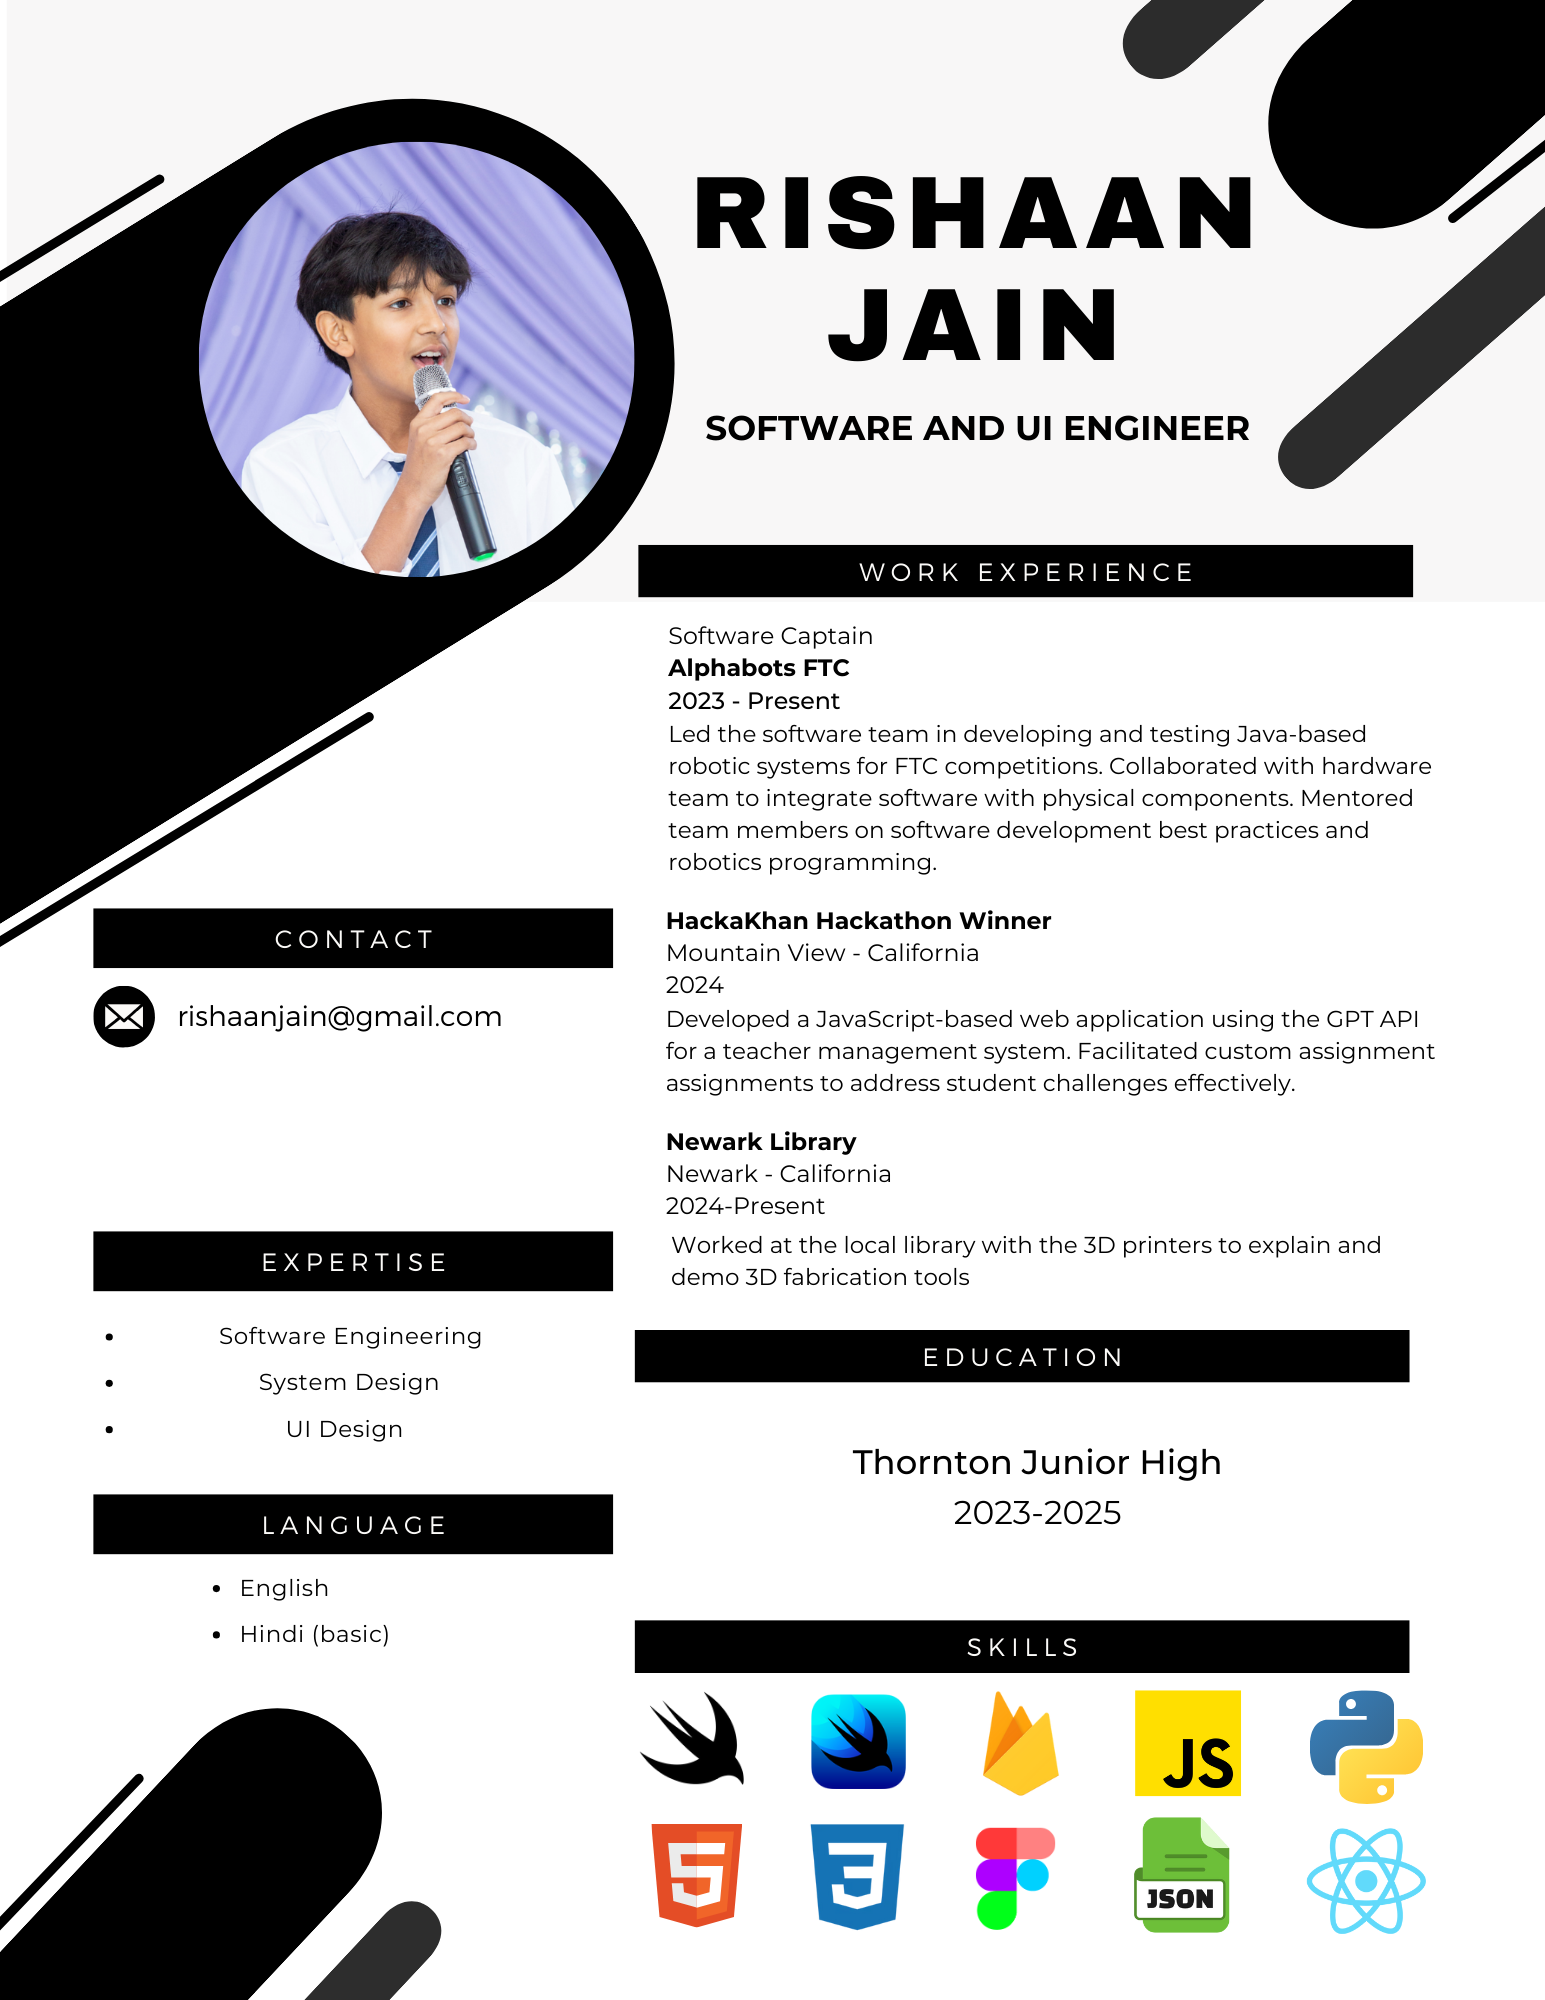 RISHAAN
JAIN
SOFTWARE AND UI ENGINEER
WORK EXPERIENCE
Software Captain
Alphabots FTC
2023 - Present
Led the software team in developing and testing Java-based
robotic systems for FTC competitions. Collaborated with hardware
team to integrate software with physical components. Mentored
team members on software development best practices and
robotics programming.
HackaKhan Hackathon Winner
Mountain View - California
2024
Developed a JavaScript-based web application using the GPT API
for a teacher management system. Facilitated custom assignment
assignments to address student challenges effectively.
Newark Library
Newark - California
2024-Present
Worked at the local library with the 3D printers to explain and
demo 3D fabrication tools
CONTACT
rishaanjain@gmail.com
EXPERTISE
• Software Engineering
• System Design
• UI Design
LANGUAGE
• English
• Hindi (basic)
EDUCATION
Thornton Junior High
2023-2025
SKILLS
JS
5
3
JSON